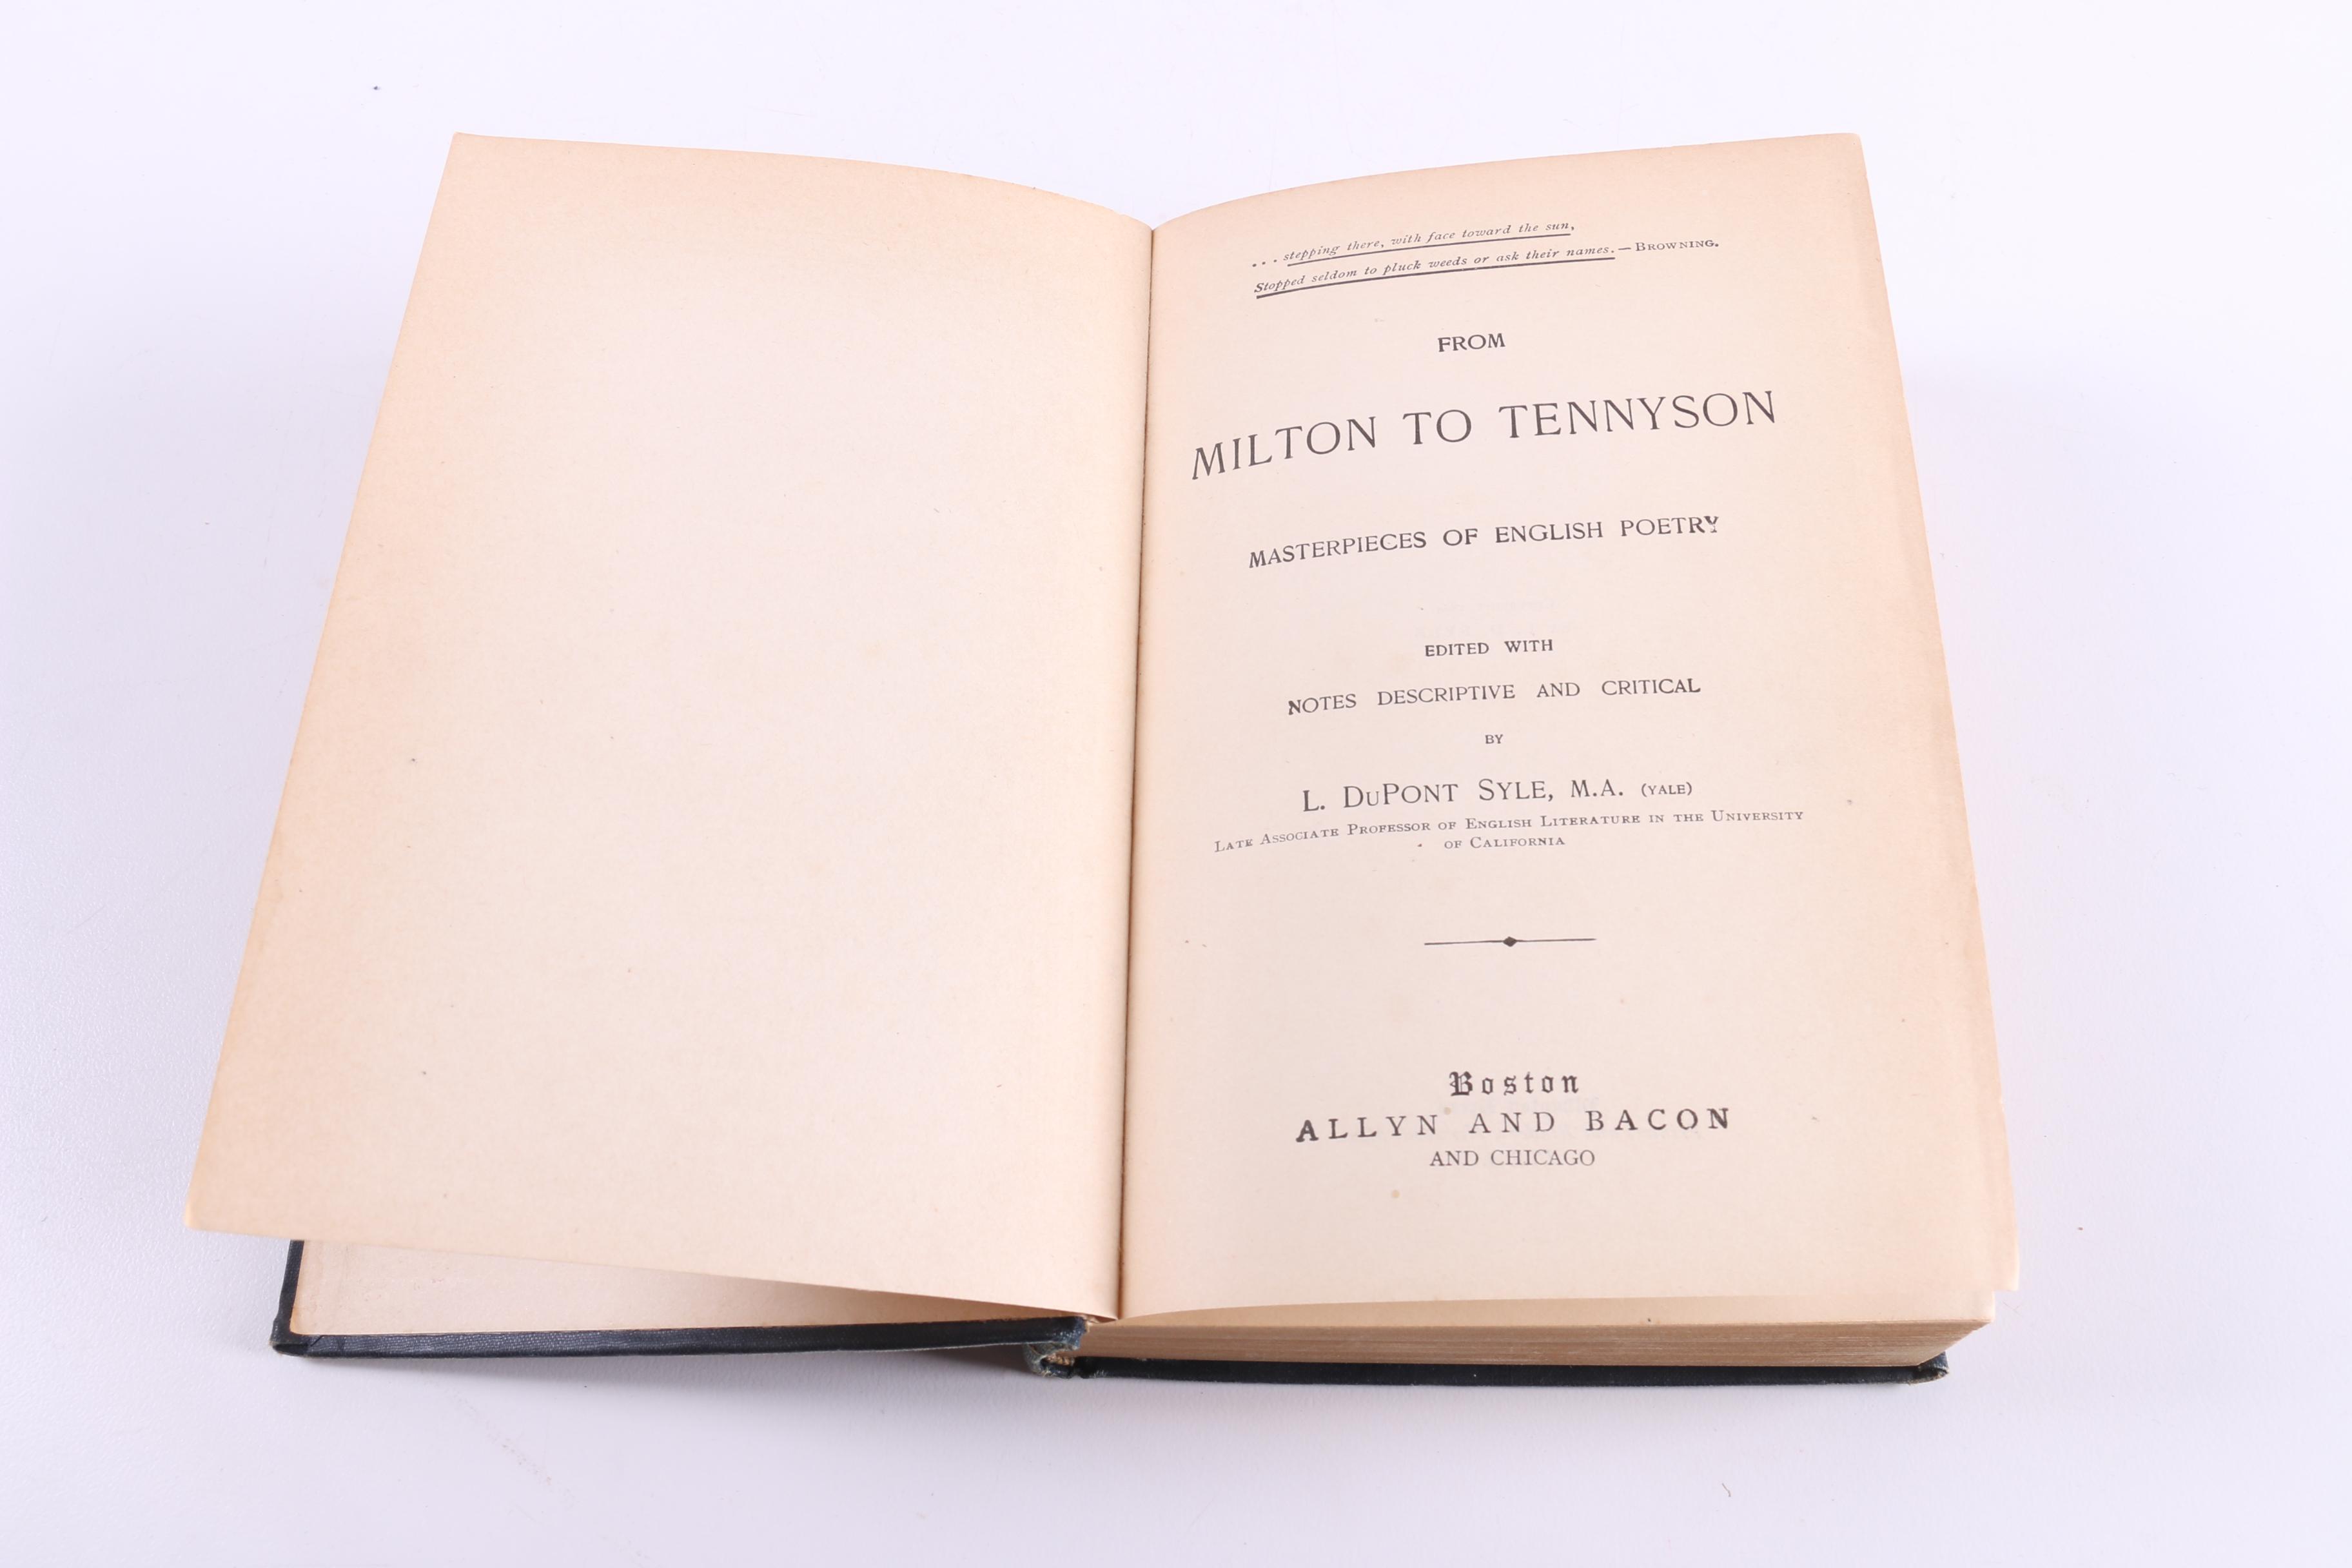 . . . stepping there, with face toward the sun,
Stopped seldom to pluck weeds or ask their names. — BROWNING.
FROM
MILTON TO TENNYSON
MASTERPIECES OF ENGLISH POETRY
EDITED WITH
NOTES DESCRIPTIVE AND CRITICAL
BY
L. DuPONT SYLE, M.A. (YALE)
LATE ASSOCIATE PROFESSOR OF ENGLISH LITERATURE IN THE UNIVERSITY
OF CALIFORNIA
Boston
ALLYN AND BACON
AND CHICAGO